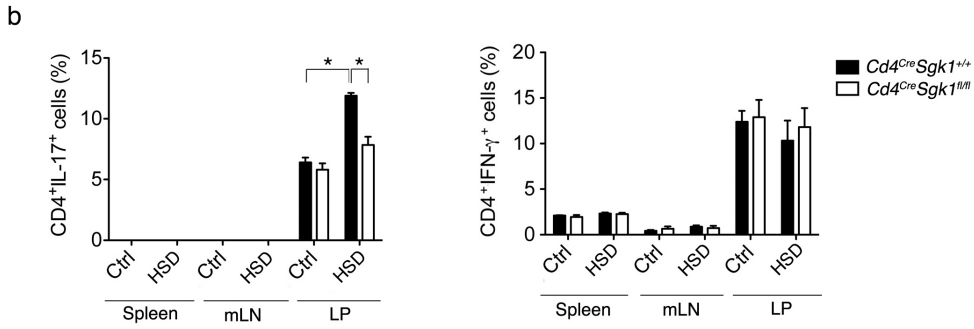 b
CD4+IL-17+ cells (%)
15
10
5
0
* *
Ctrl HSD Ctrl HSD Ctrl HSD
Spleen mLN LP
CD4+IFN-γ+ cells (%)
20
15
10
5
0
Ctrl HSD Ctrl HSD Ctrl HSD
Spleen mLN LP
Cd4CreSgk1+/+
Cd4CreSgk1fl/fl